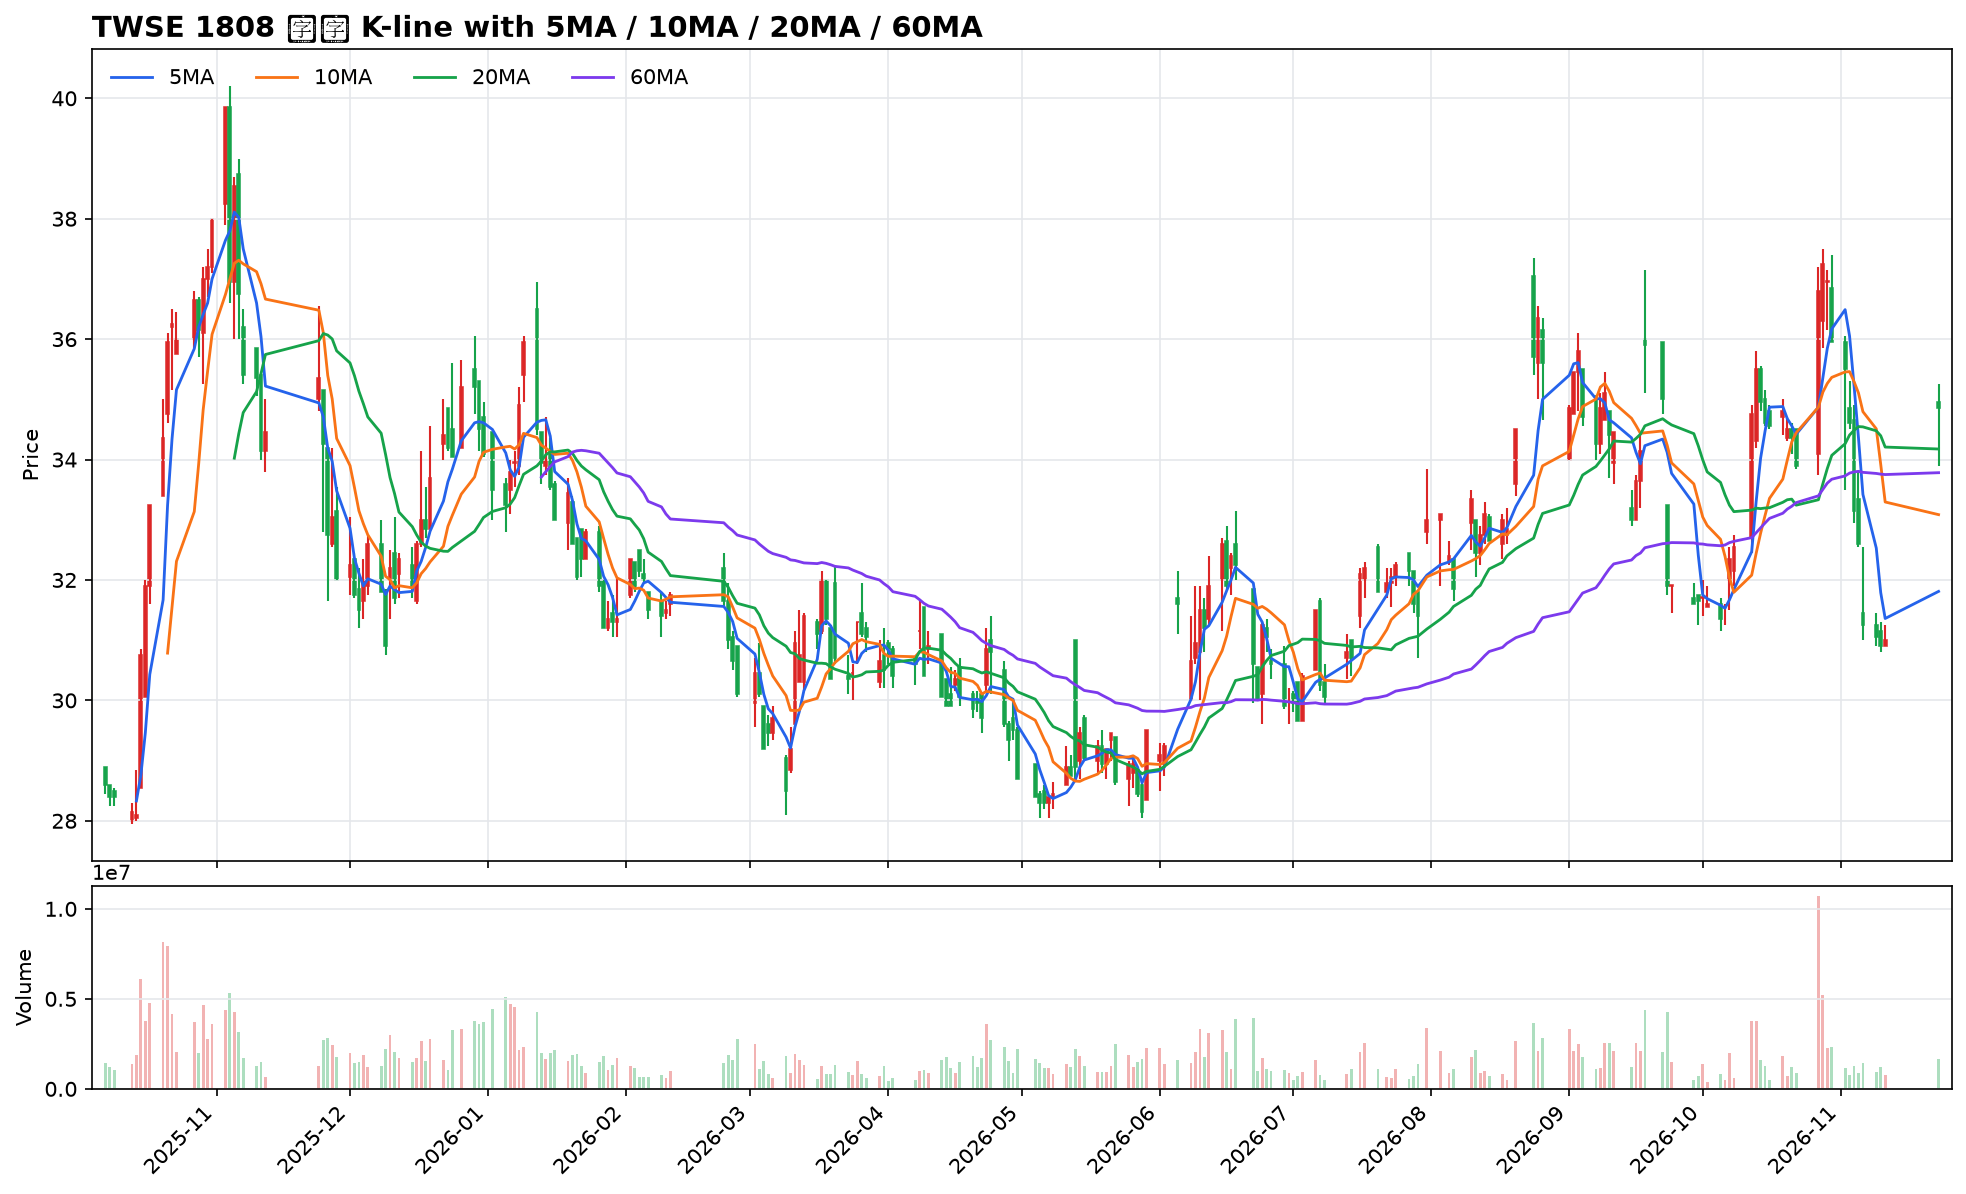 TWSE 1808 字字 K-line with 5MA / 10MA / 20MA / 60MA
5MA 10MA 20MA 60MA
Price
40
38
36
34
32
30
28
1e7
Volume
1.0
0.5
0.0
2025-11 2025-12 2026-01 2026-02 2026-03 2026-04 2026-05 2026-06 2026-07 2026-08 2026-09 2026-10 2026-11